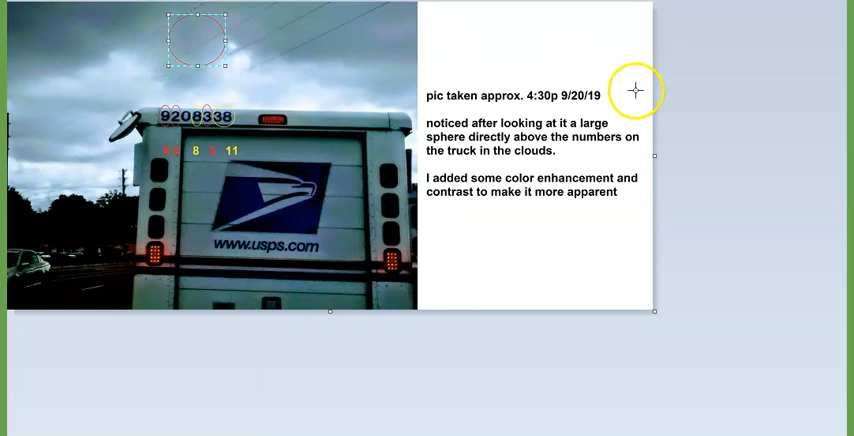 9208338
9 2 8 3 11
www.usps.com
pic taken approx. 4:30p 9/20/19
noticed after looking at it a large
sphere directly above the numbers on
the truck in the clouds.
I added some color enhancement and
contrast to make it more apparent